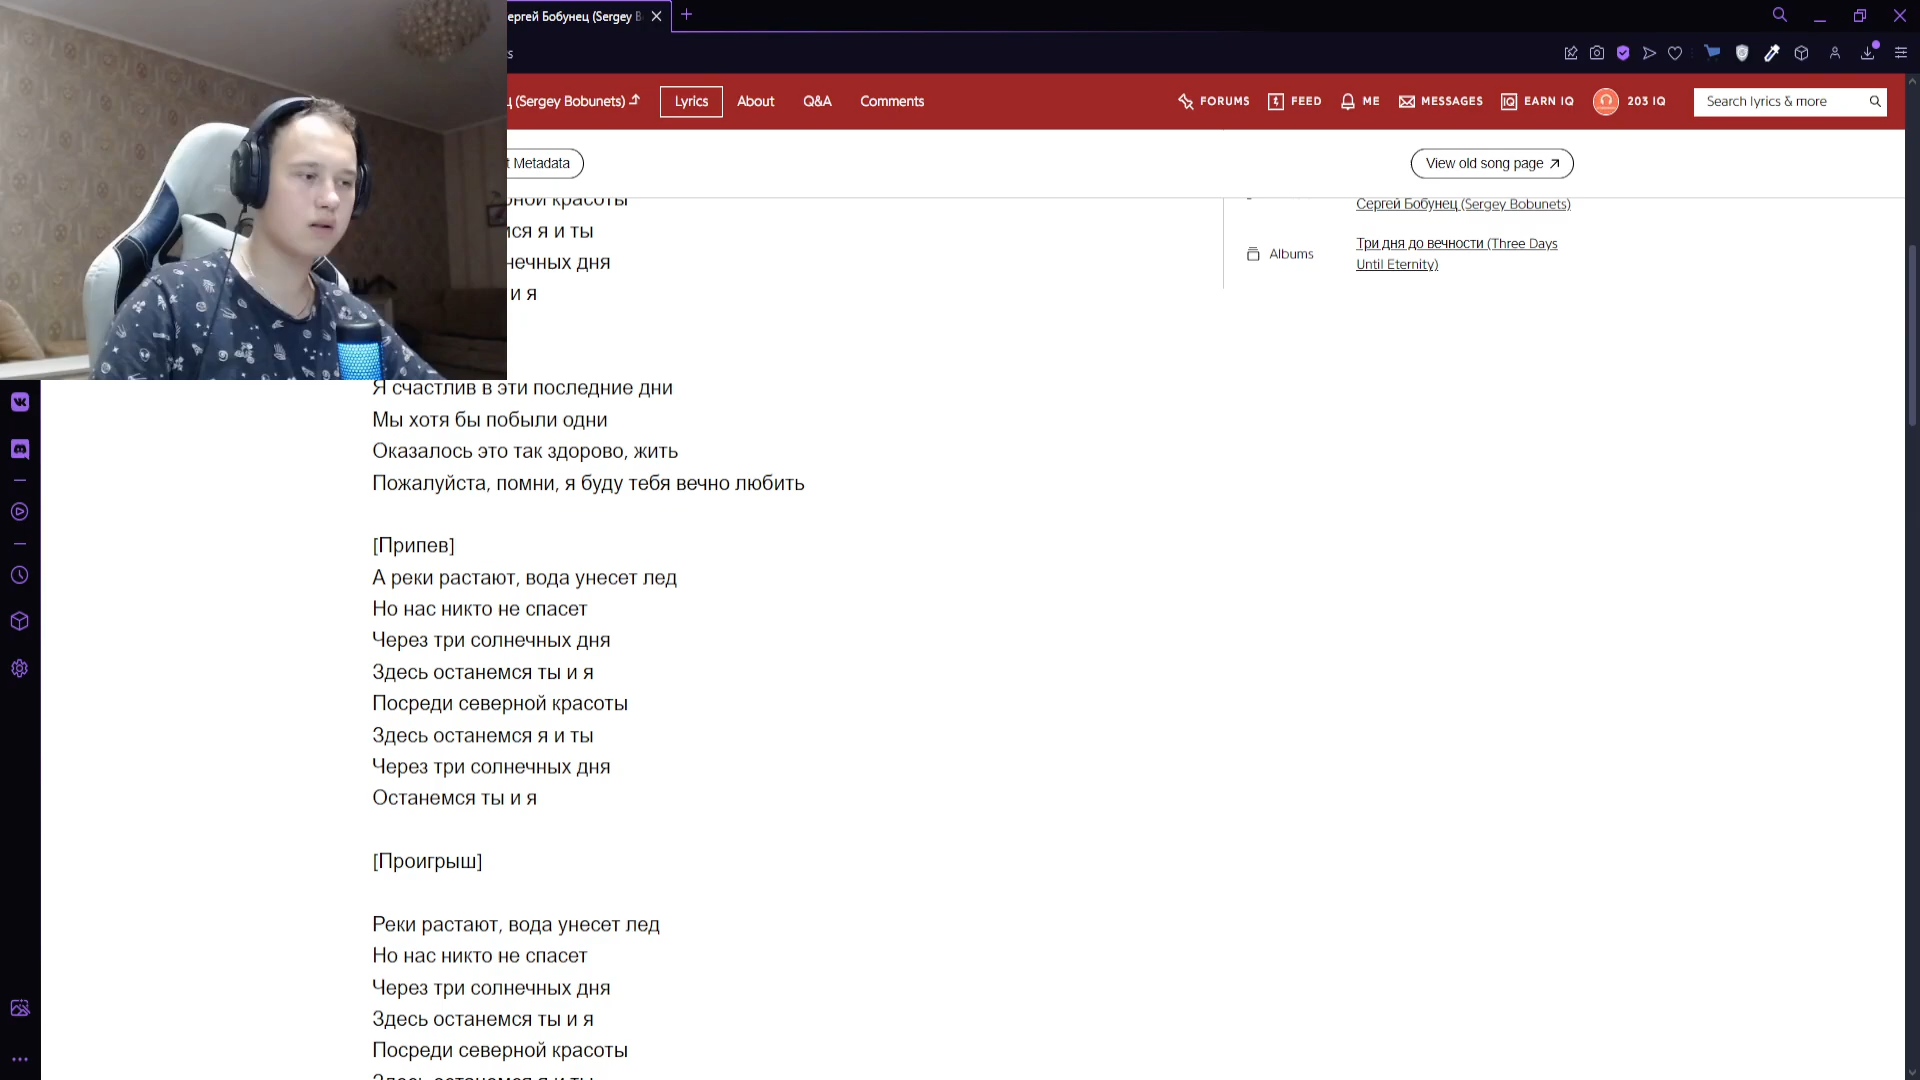 ергей Бобунец (Sergey B
s
(Sergey Bobunets)
Lyrics
About
Q&A
Comments
FORUMS
FEED
ME
MESSAGES
EARN IQ
203 IQ
Search lyrics & more
t Metadata
View old song page
рной красоты
мся я и ты
нечных дня
и я
Сергей Бобунец (Sergey Bobunets)
Albums
Три дня до вечности (Three Days
Until Eternity)
Я счастлив в эти последние дни
Мы хотя бы побыли одни
Оказалось это так здорово, жить
Пожалуйста, помни, я буду тебя вечно любить
[Припев]
А реки растают, вода унесет лед
Но нас никто не спасет
Через три солнечных дня
Здесь останемся ты и я
Посреди северной красоты
Здесь останемся я и ты
Через три солнечных дня
Останемся ты и я
[Проигрыш]
Реки растают, вода унесет лед
Но нас никто не спасет
Через три солнечных дня
Здесь останемся ты и я
Посреди северной красоты
Здесь останемся я и ты